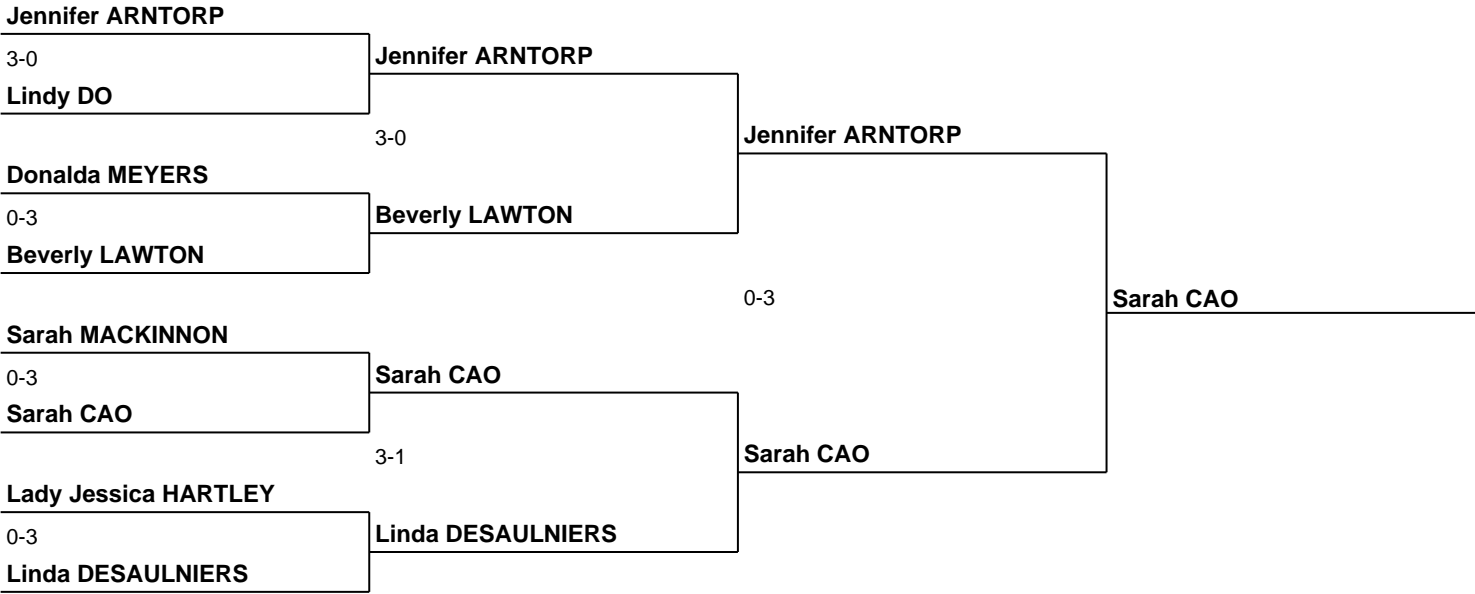 Jennifer ARNTORP
3-0
Lindy DO
Donalda MEYERS
0-3
Beverly LAWTON
Sarah MACKINNON
0-3
Sarah CAO
Lady Jessica HARTLEY
0-3
Linda DESAULNIERS
Jennifer ARNTORP
3-0
Beverly LAWTON
Sarah CAO
3-1
Linda DESAULNIERS
Jennifer ARNTORP
0-3
Sarah CAO
Sarah CAO